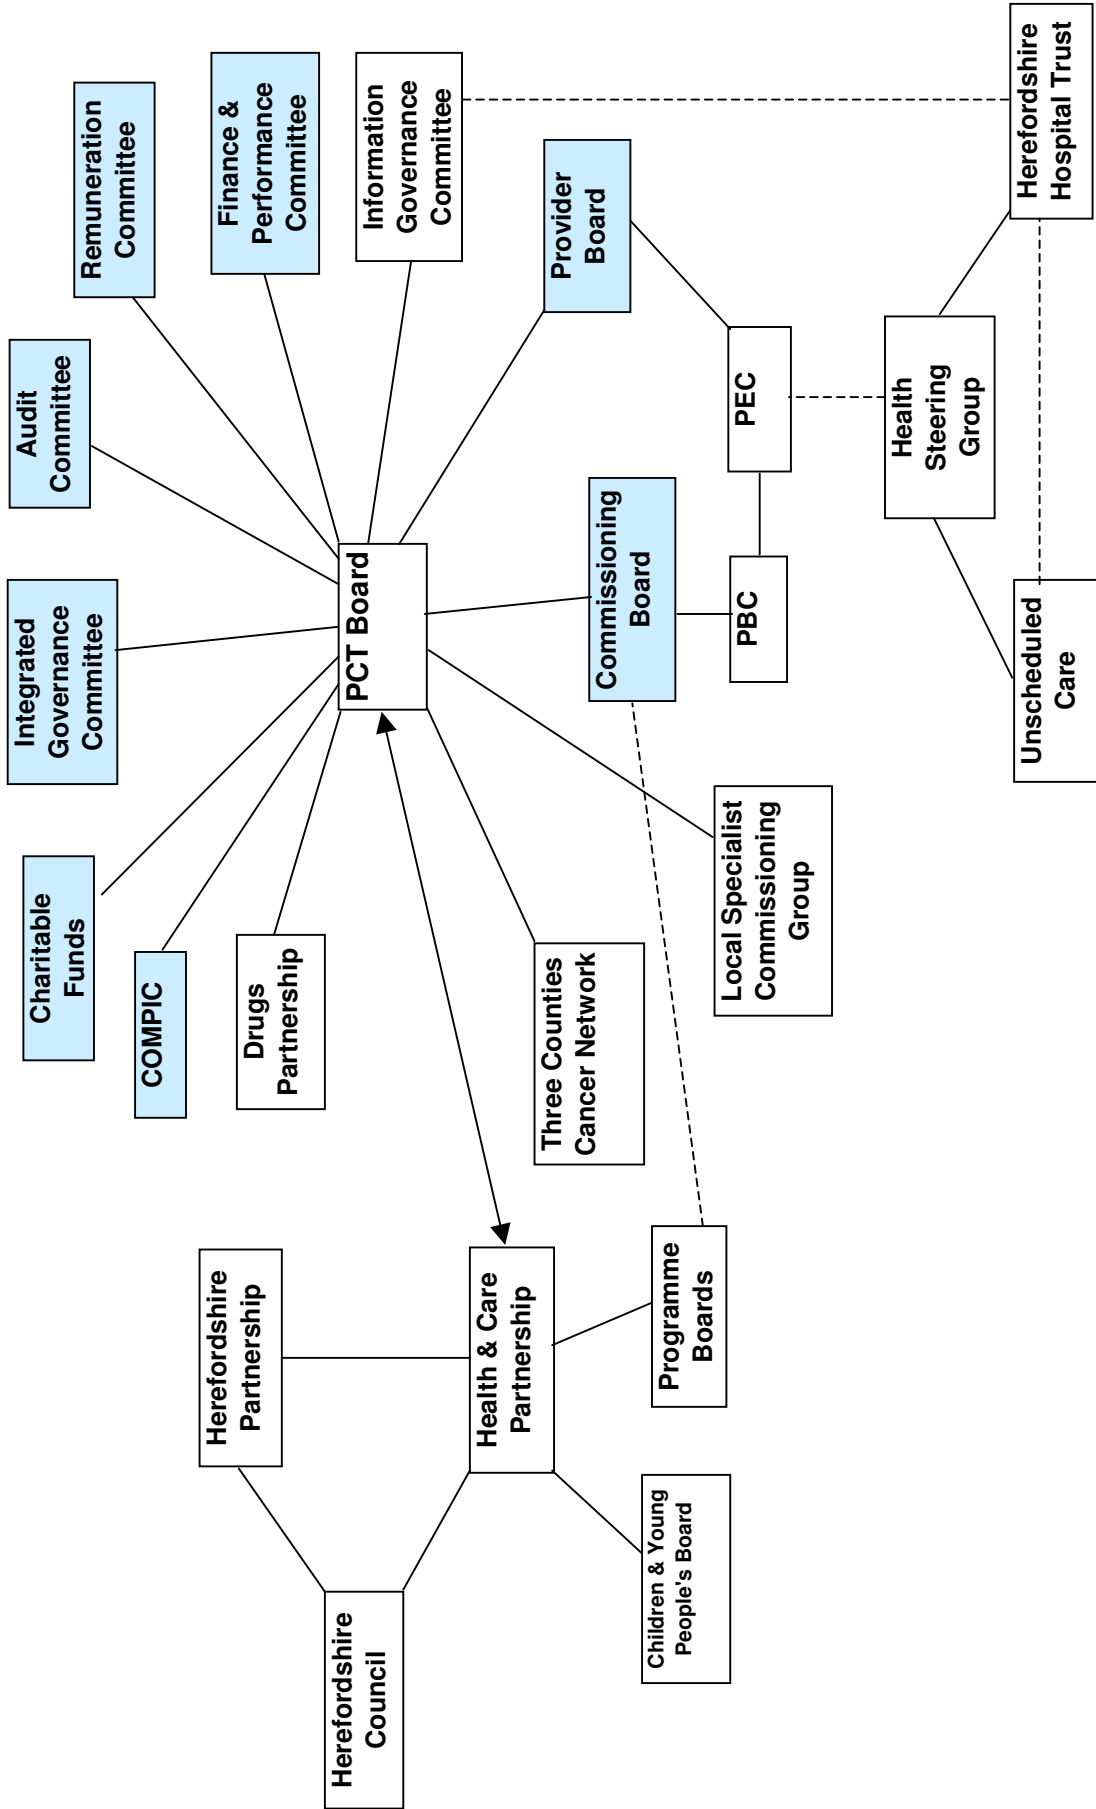 Integrated
Governance
Committee
Audit
Committee
Charitable
Funds
Remuneration
Committee
COMPIC
Herefordshire
Partnership
Finance &
Performance
Committee
Drugs
Partnership
Herefordshire
Council
PCT Board
Information
Governance
Committee
Health & Care
Partnership
Three Counties
Cancer Network
Provider
Board
Commissioning
Board
Children & Young
People's Board
Programme
Boards
Local Specialist
Commissioning
Group
PBC
PEC
Health
Steering
Group
Unscheduled
Care
Herefordshire
Hospital Trust